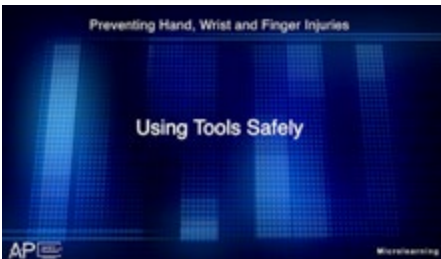 Preventing Hand, Wrist and Finger Injuries
Using Tools Safely
AP
Microlearning